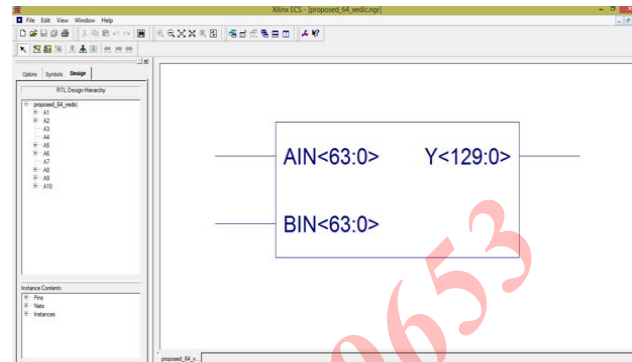 Xilinx ECS - [proposed_64_vedic.ngr]
File Edit View Window Help
Options Symbols Design
RTL Design Hierarchy
proposed_64_vedic
A1
A2
A3
A4
A5
A6
A7
A8
A9
A10
Instance Contents
Pins
Nets
Instances
AIN<63:0> Y<129:0>
BIN<63:0>
proposed_64_v...
0653